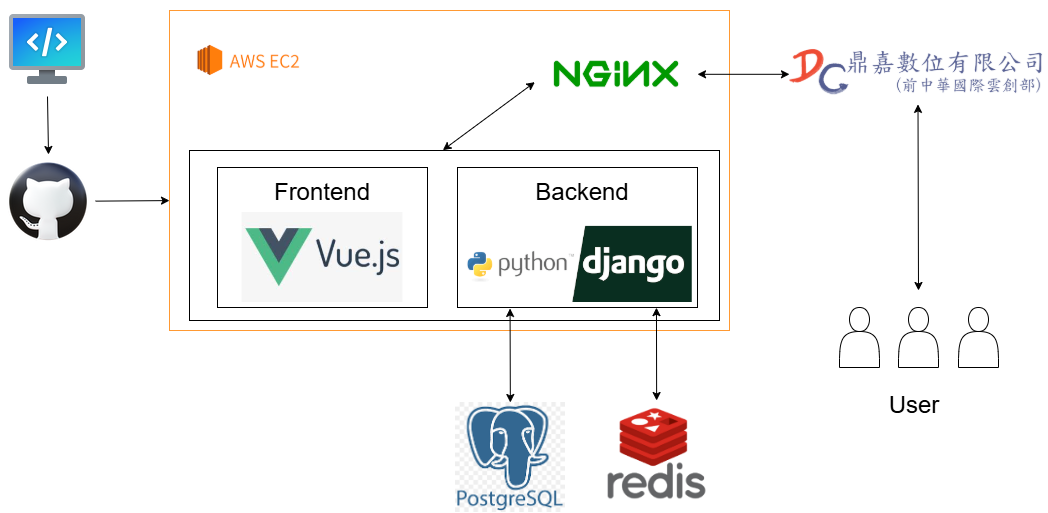 </>
AWS EC2
NGINX
DC 鼎嘉數位有限公司
(前中華國際雲創部)
Frontend
Backend
Vue.js
python™
django
PostgreSQL
redis
User